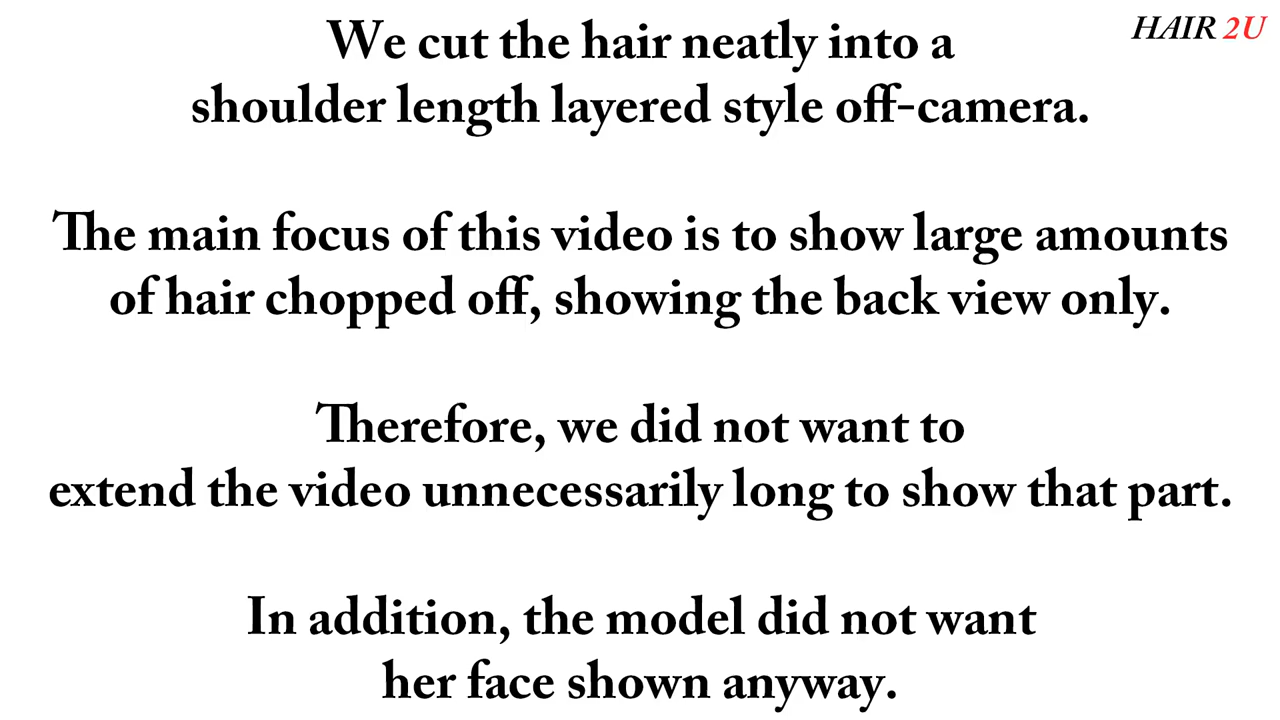 HAIR 2U
We cut the hair neatly into a
shoulder length layered style off-camera.
The main focus of this video is to show large amounts
of hair chopped off, showing the back view only.
Therefore, we did not want to
extend the video unnecessarily long to show that part.
In addition, the model did not want
her face shown anyway.